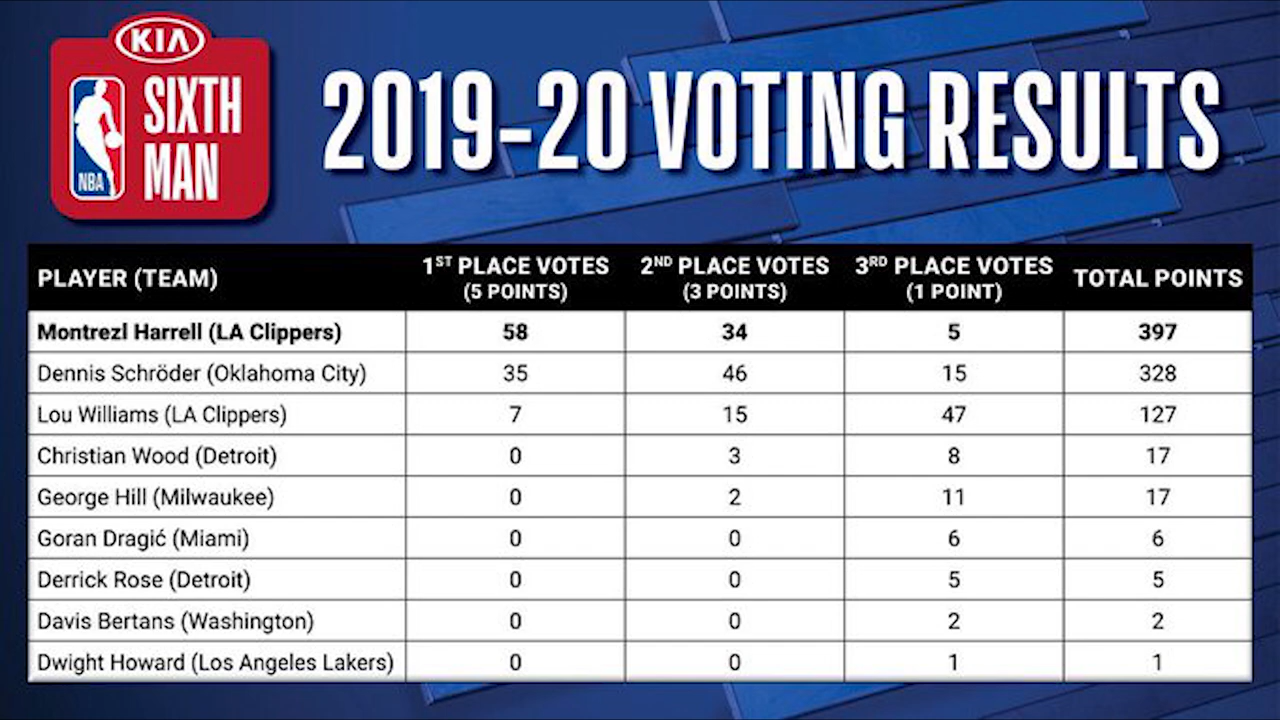 KIA
SIXTH
MAN
NBA
2019-20 VOTING RESULTS
PLAYER (TEAM) 1ST PLACE VOTES (5 POINTS) 2ND PLACE VOTES (3 POINTS) 3RD PLACE VOTES (1 POINT) TOTAL POINTS
Montrezl Harrell (LA Clippers) 58 34 5 397
Dennis Schröder (Oklahoma City) 35 46 15 328
Lou Williams (LA Clippers) 7 15 47 127
Christian Wood (Detroit) 0 3 8 17
George Hill (Milwaukee) 0 2 11 17
Goran Dragić (Miami) 0 0 6 6
Derrick Rose (Detroit) 0 0 5 5
Davis Bertans (Washington) 0 0 2 2
Dwight Howard (Los Angeles Lakers) 0 0 1 1